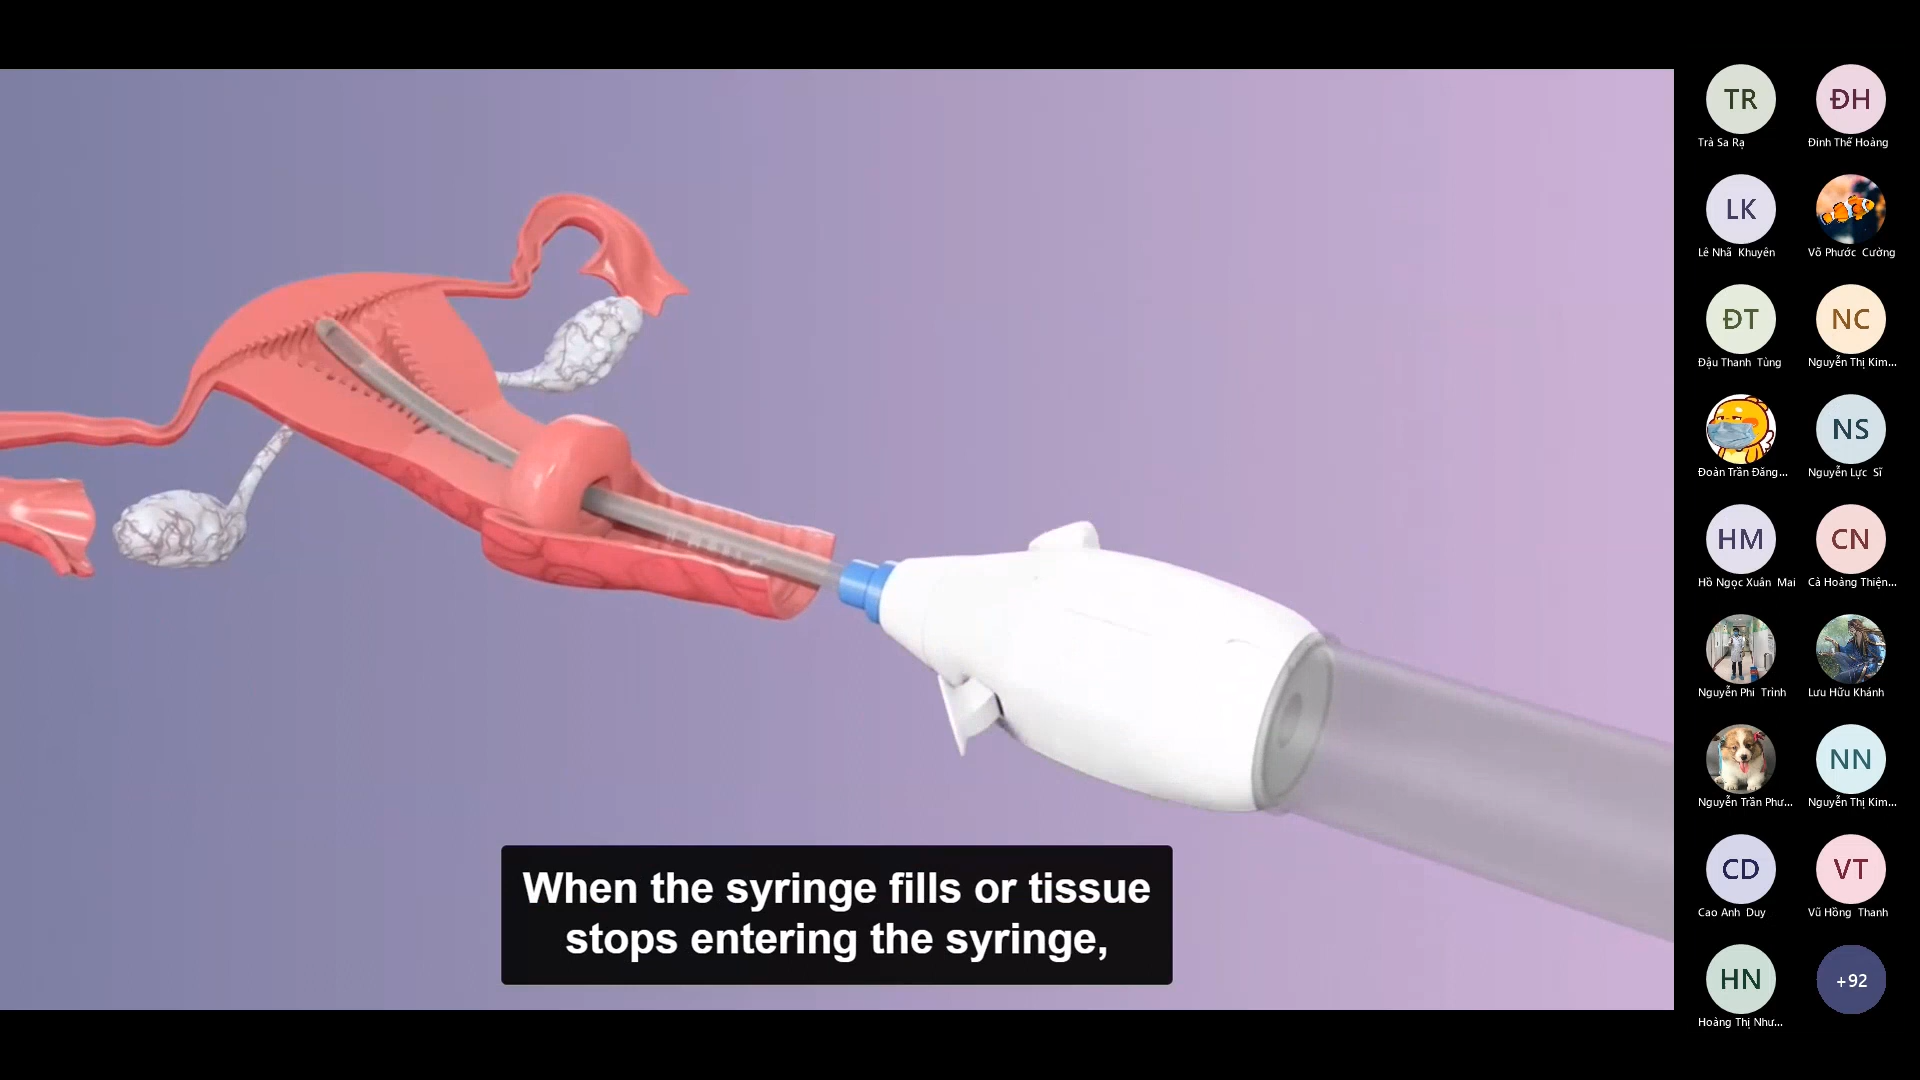 When the syringe fills or tissue
stops entering the syringe,
TR
Trà Sa Rạ
ĐH
Đinh Thế Hoàng
LK
Lê Nhã Khuyên
Võ Phước Cường
ĐT
Đậu Thanh Tùng
NC
Nguyễn Thị Kim...
Đoàn Trần Đăng...
NS
Nguyễn Lực Sĩ
HM
Hồ Ngọc Xuân Mai
CN
Cà Hoàng Thiện...
Nguyễn Phi Trinh
Lưu Hữu Khánh
Nguyễn Trần Phư...
NN
Nguyễn Thị Kim...
CD
Cao Anh Duy
VT
Vũ Hồng Thanh
HN
Hoàng Thị Như...
+92